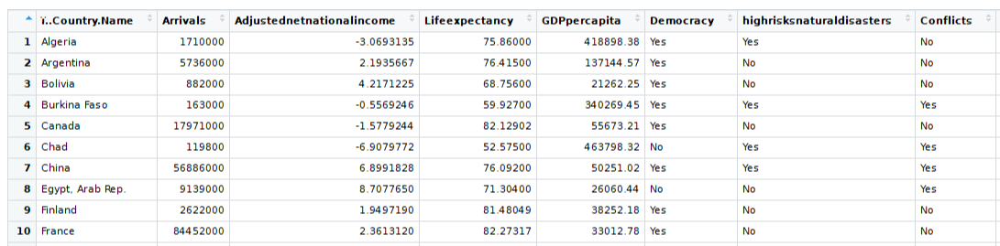 ï..Country.Name Arrivals Adjustednetnationalincome Lifeexpectancy GDPpercapita Democracy highrisksnaturaldisasters Conflicts
1 Algeria 1710000 -3.0693135 75.86000 418898.38 Yes Yes No
2 Argentina 5736000 2.1935667 76.41500 137144.57 Yes No No
3 Bolivia 882000 4.2171225 68.75600 21262.25 Yes No No
4 Burkina Faso 163000 -0.5569246 59.92700 340269.45 Yes Yes Yes
5 Canada 17971000 -1.5779244 82.12902 55673.21 Yes No No
6 Chad 119800 -6.9079772 52.57500 463798.32 No Yes Yes
7 China 56886000 6.8991828 76.09200 50251.02 Yes Yes Yes
8 Egypt, Arab Rep. 9139000 8.7077650 71.30400 26060.44 No No Yes
9 Finland 2622000 1.9497190 81.48049 38252.18 Yes No No
10 France 84452000 2.3613120 82.27317 33012.78 Yes No No